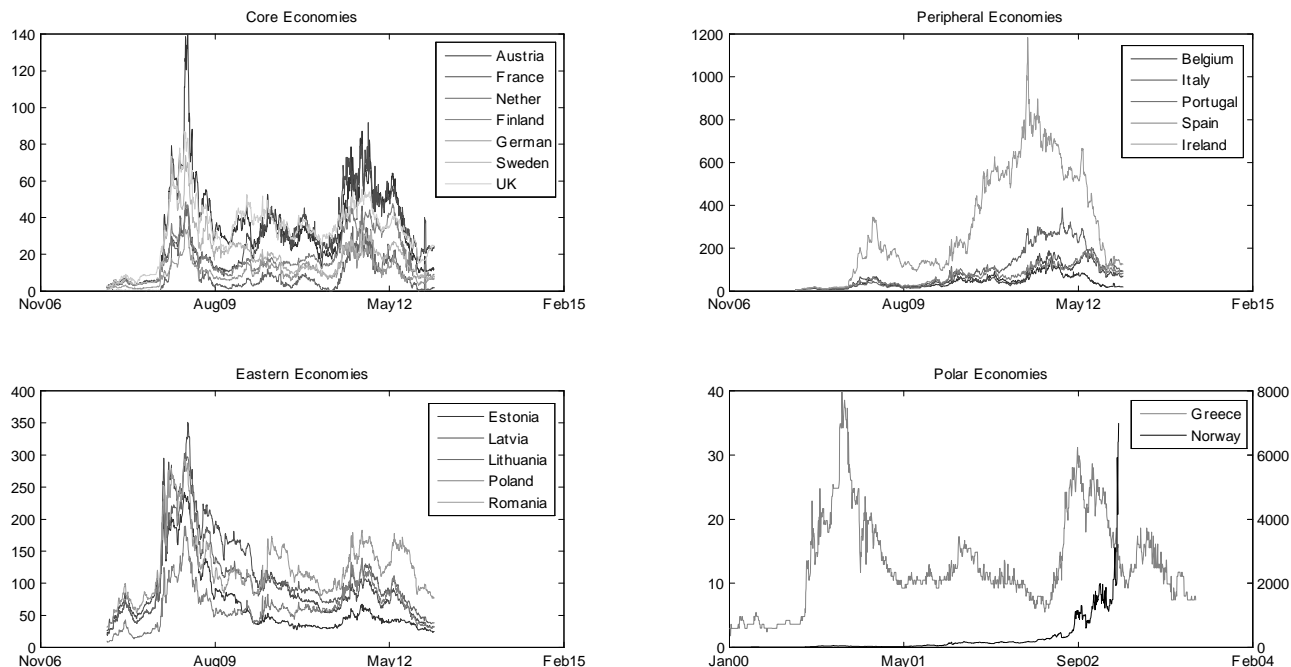 Core Economies
140
120
100
80
60
40
20
0
Nov06
Aug09
May12
Feb15
Austria
France
Nether
Finland
German
Sweden
UK
Peripheral Economies
1200
1000
800
600
400
200
0
Nov06
Aug09
May12
Feb15
Belgium
Italy
Portugal
Spain
Ireland
Eastern Economies
400
350
300
250
200
150
100
50
0
Nov06
Aug09
May12
Feb15
Estonia
Latvia
Lithuania
Poland
Romania
Polar Economies
40
30
20
10
0
8000
6000
4000
2000
0
Jan00
May01
Sep02
Feb04
Greece
Norway